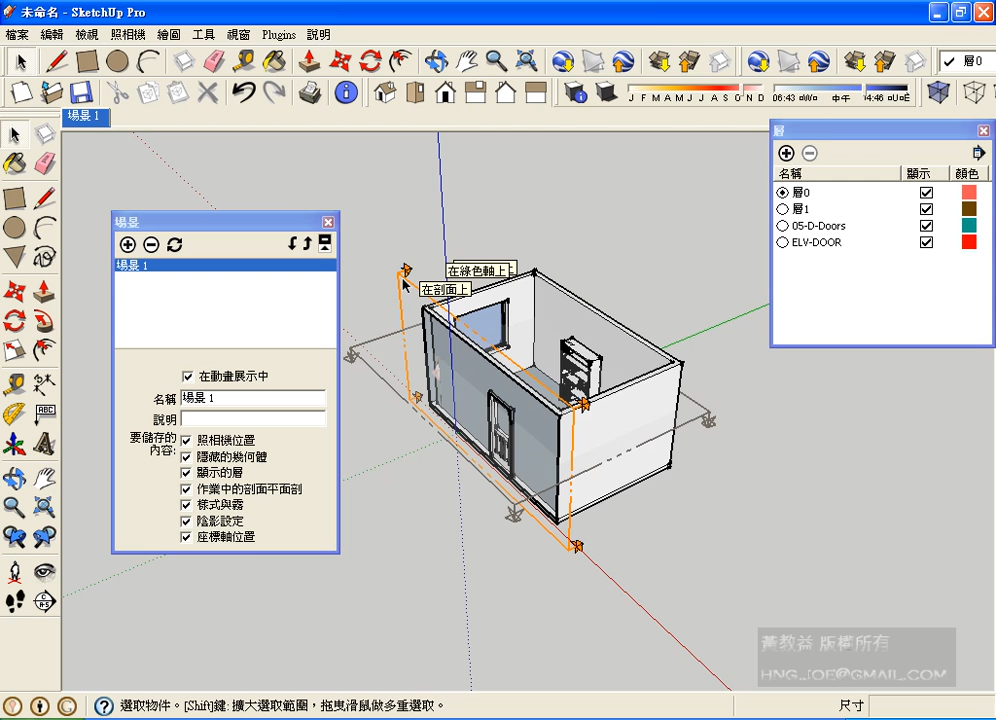 未命名 - SketchUp Pro
檔案 編輯 檢視 照相機 繪圖 工具 視窗 Plugins 說明
層0
J F M A M J J A S O N D 06:43 中午
場景 1
層
名稱 顯示 顏色
層0
層1
05-D-Doors
ELV-DOOR
場景
場景 1
在綠色軸上
在剖面上
在動畫展示中
名稱 場景 1
說明
要儲存的內容:
照相機位置
隱藏的幾何體
顯示的層
作業中的剖面平面剖
樣式與霧
陰影設定
座標軸位置
ABC
黃教益 版權所有
HNG.JOE@GMAIL.COM
選取物件。[Shift]鍵: 擴大選取範圍，拖曳滑鼠做多重選取。
尺寸